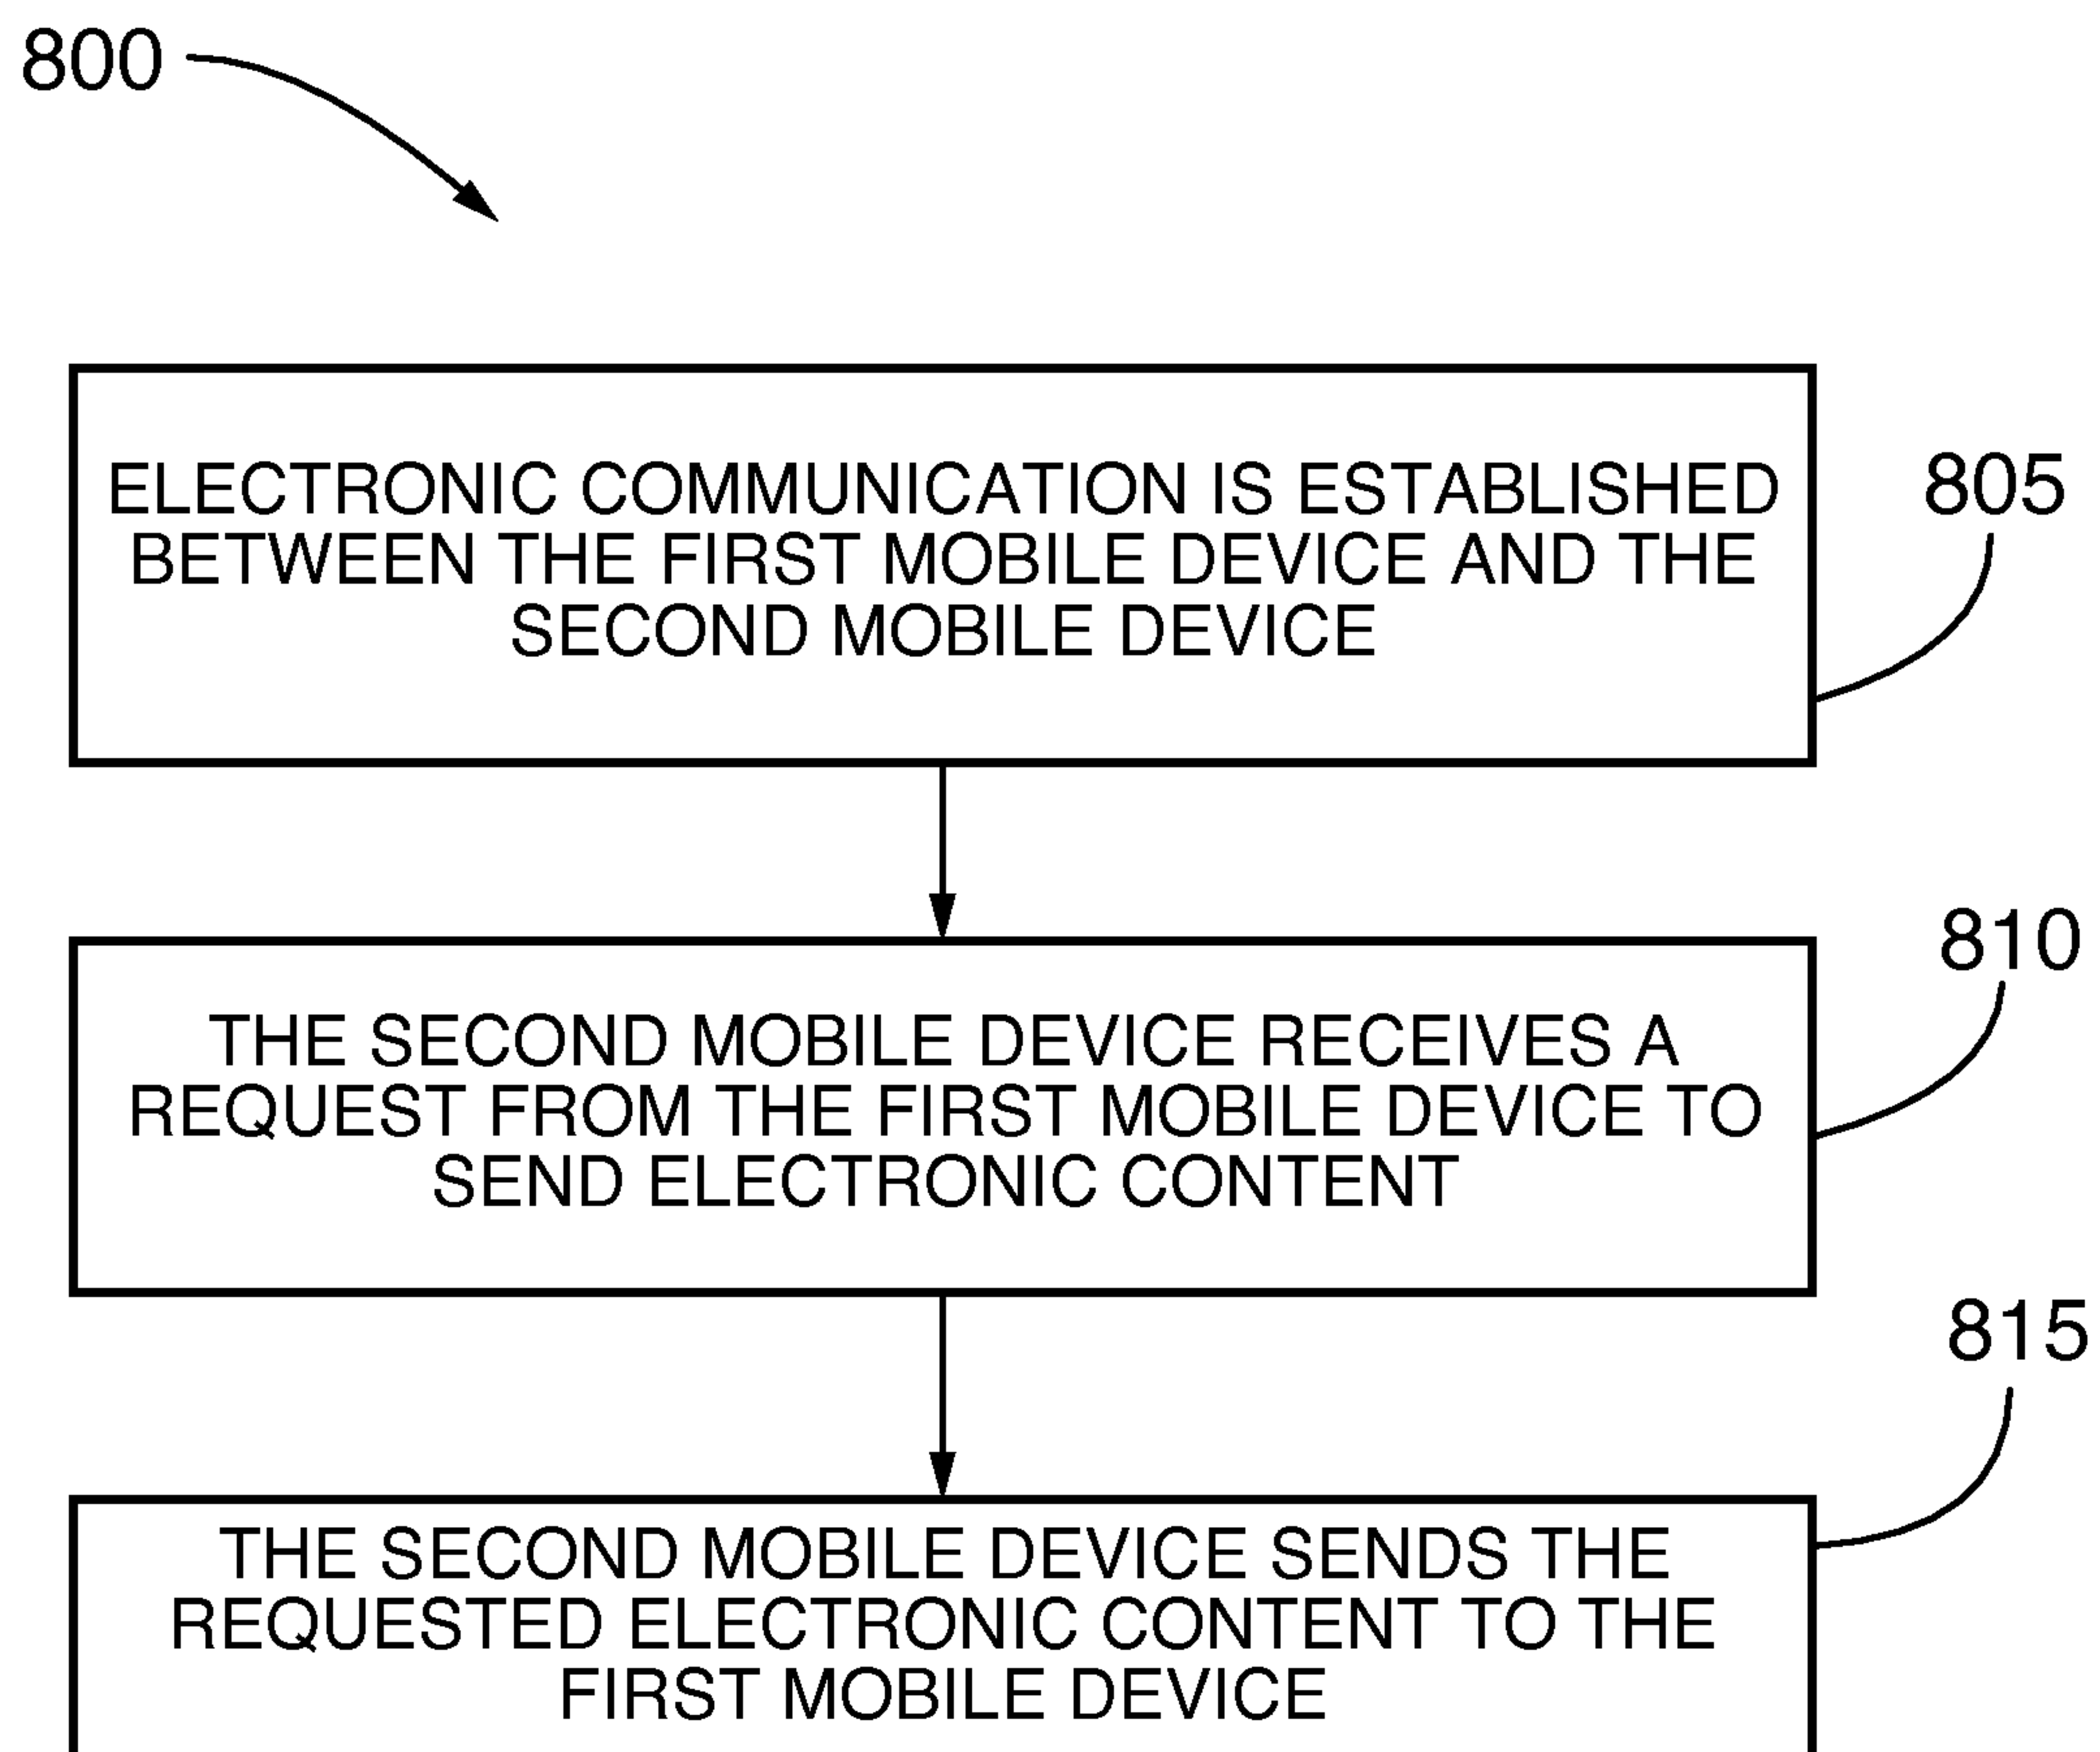 800
ELECTRONIC COMMUNICATION IS ESTABLISHED
BETWEEN THE FIRST MOBILE DEVICE AND THE
SECOND MOBILE DEVICE
805
THE SECOND MOBILE DEVICE RECEIVES A
REQUEST FROM THE FIRST MOBILE DEVICE TO
SEND ELECTRONIC CONTENT
810
THE SECOND MOBILE DEVICE SENDS THE
REQUESTED ELECTRONIC CONTENT TO THE
FIRST MOBILE DEVICE
815